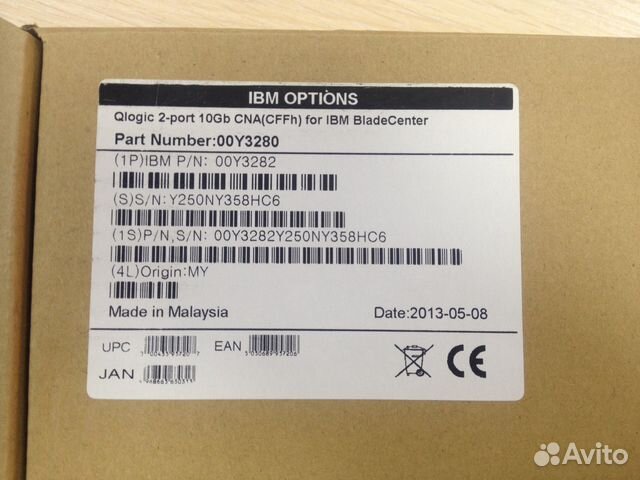 IBM OPTIONS
Qlogic 2-port 10Gb CNA(CFFh) for IBM BladeCenter
Part Number:00Y3280
(1P)IBM P/N: 00Y3282
(S)S/N:Y250NY358HC6
(1S)P/N,S/N: 00Y3282Y250NY358HC6
(4L)Origin:MY
Made in Malaysia Date:2013-05-08
UPC EAN
JAN
CE
Avito